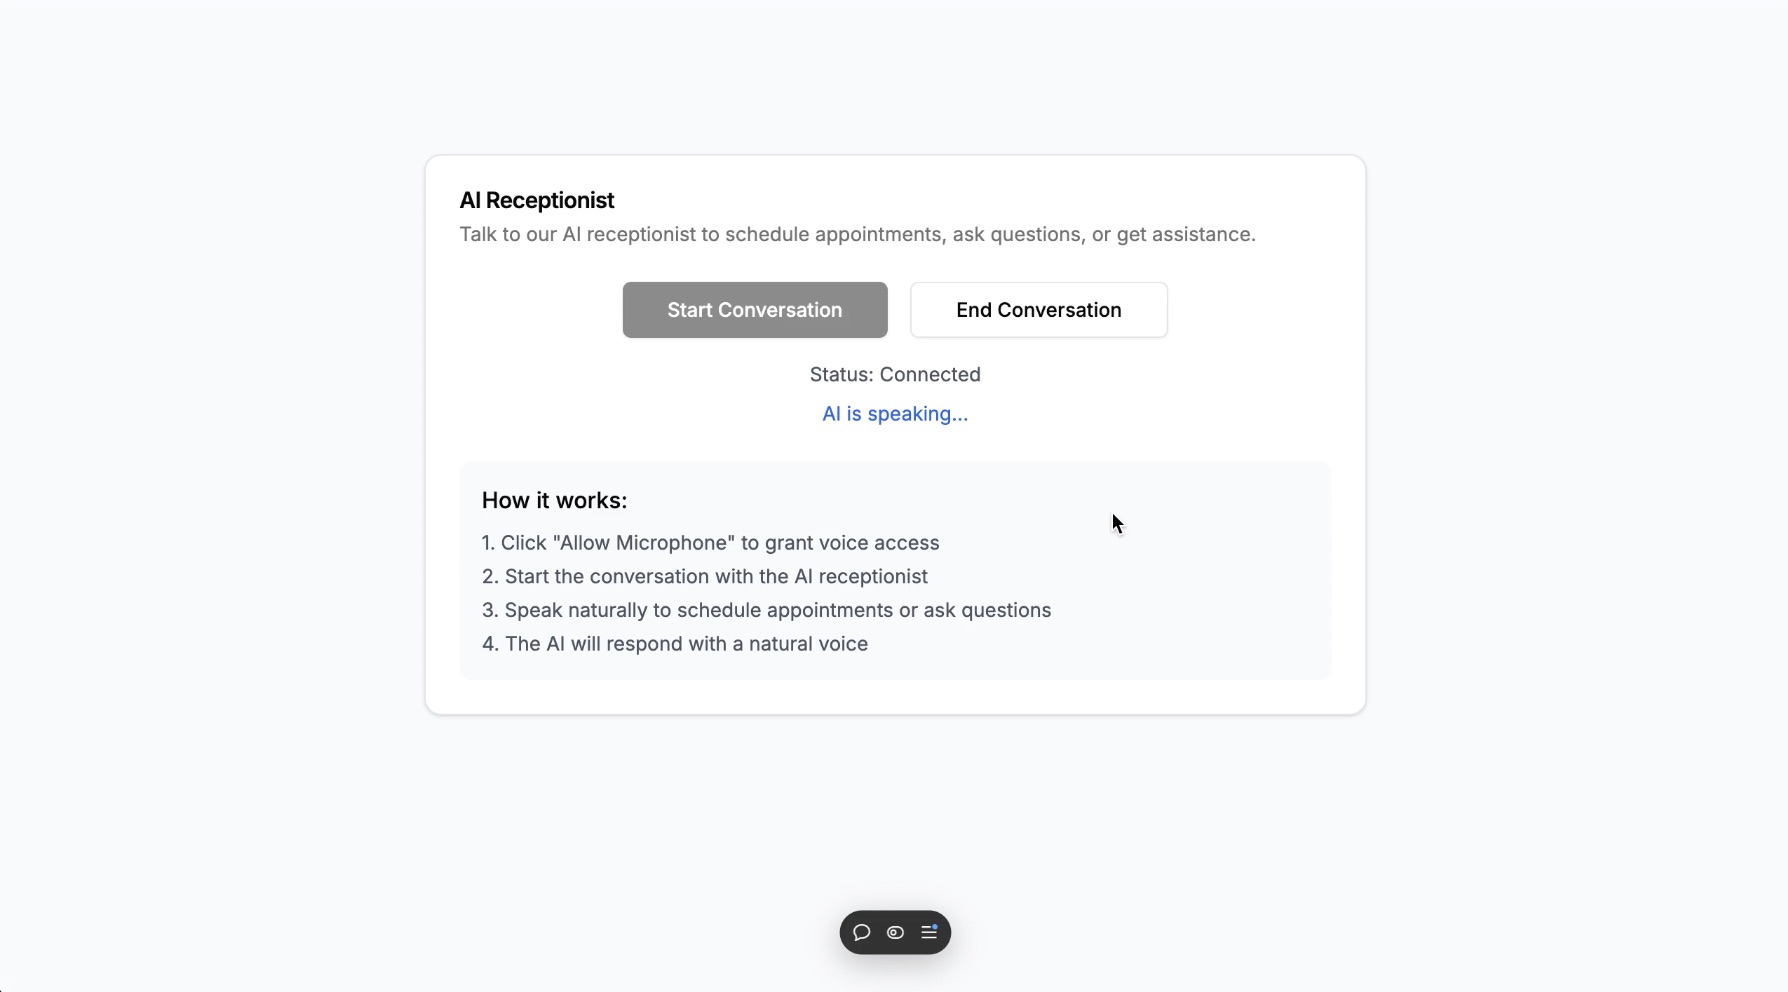 AI Receptionist
Talk to our AI receptionist to schedule appointments, ask questions, or get assistance.
Start Conversation
End Conversation
Status: Connected
AI is speaking...
How it works:
1. Click "Allow Microphone" to grant voice access
2. Start the conversation with the AI receptionist
3. Speak naturally to schedule appointments or ask questions
4. The AI will respond with a natural voice